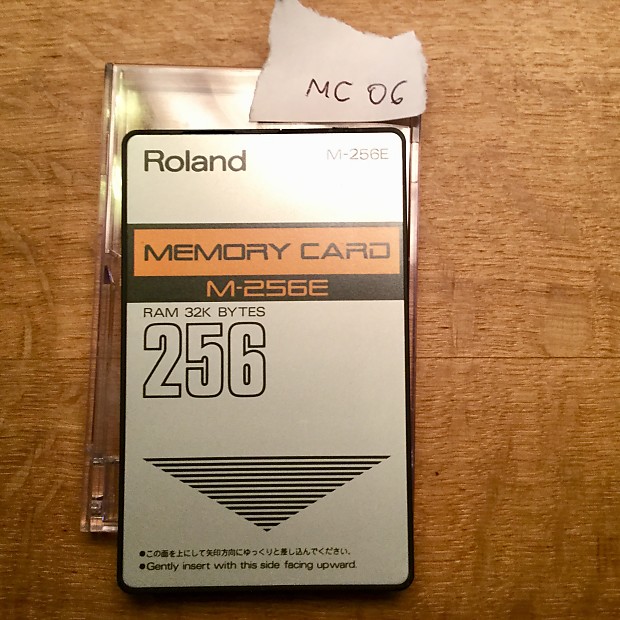 MC 06
Roland M-256E
MEMORY CARD
M-256E
RAM 32K BYTES
256
●この面を上にして矢印方向にゆっくりと差し込んでください。
●Gently insert with this side facing upward.